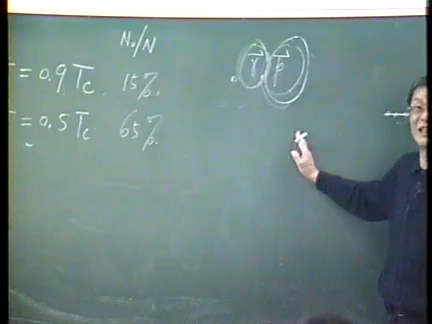 N₀/N
T = 0.9 Tc 15%
T = 0.5 Tc 65%
r⃗ p⃗